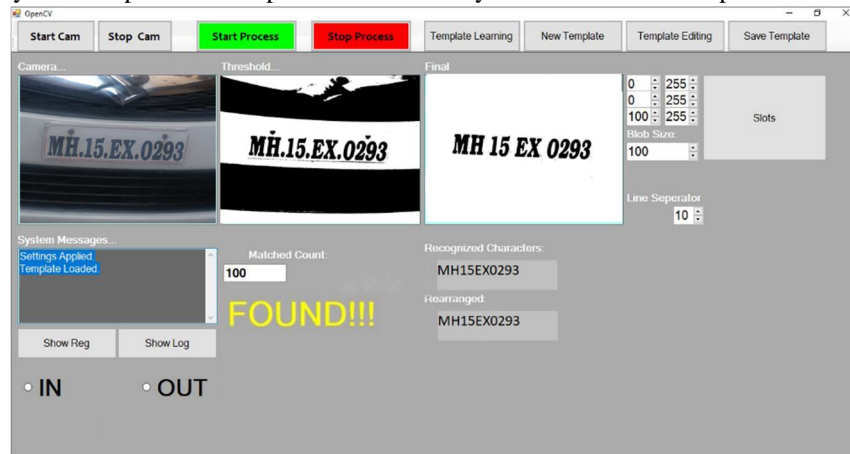 OpenCV
Start Cam Stop Cam Start Process Stop Process Template Learning New Template Template Editing Save Template
Camera... Threshold... Final
MH.15.EX.0293 MH.15.EX.0293 MH 15 EX 0293
0 255
0 255
100 255
Slots
Blob Size:
100
Line Seperator
10
System Messages...
Settings Applied.
Template Loaded.
Matched Count:
100
FOUND!!!
Recognized Characters:
MH15EX0293
Rearranged:
MH15EX0293
Show Reg Show Log
IN OUT